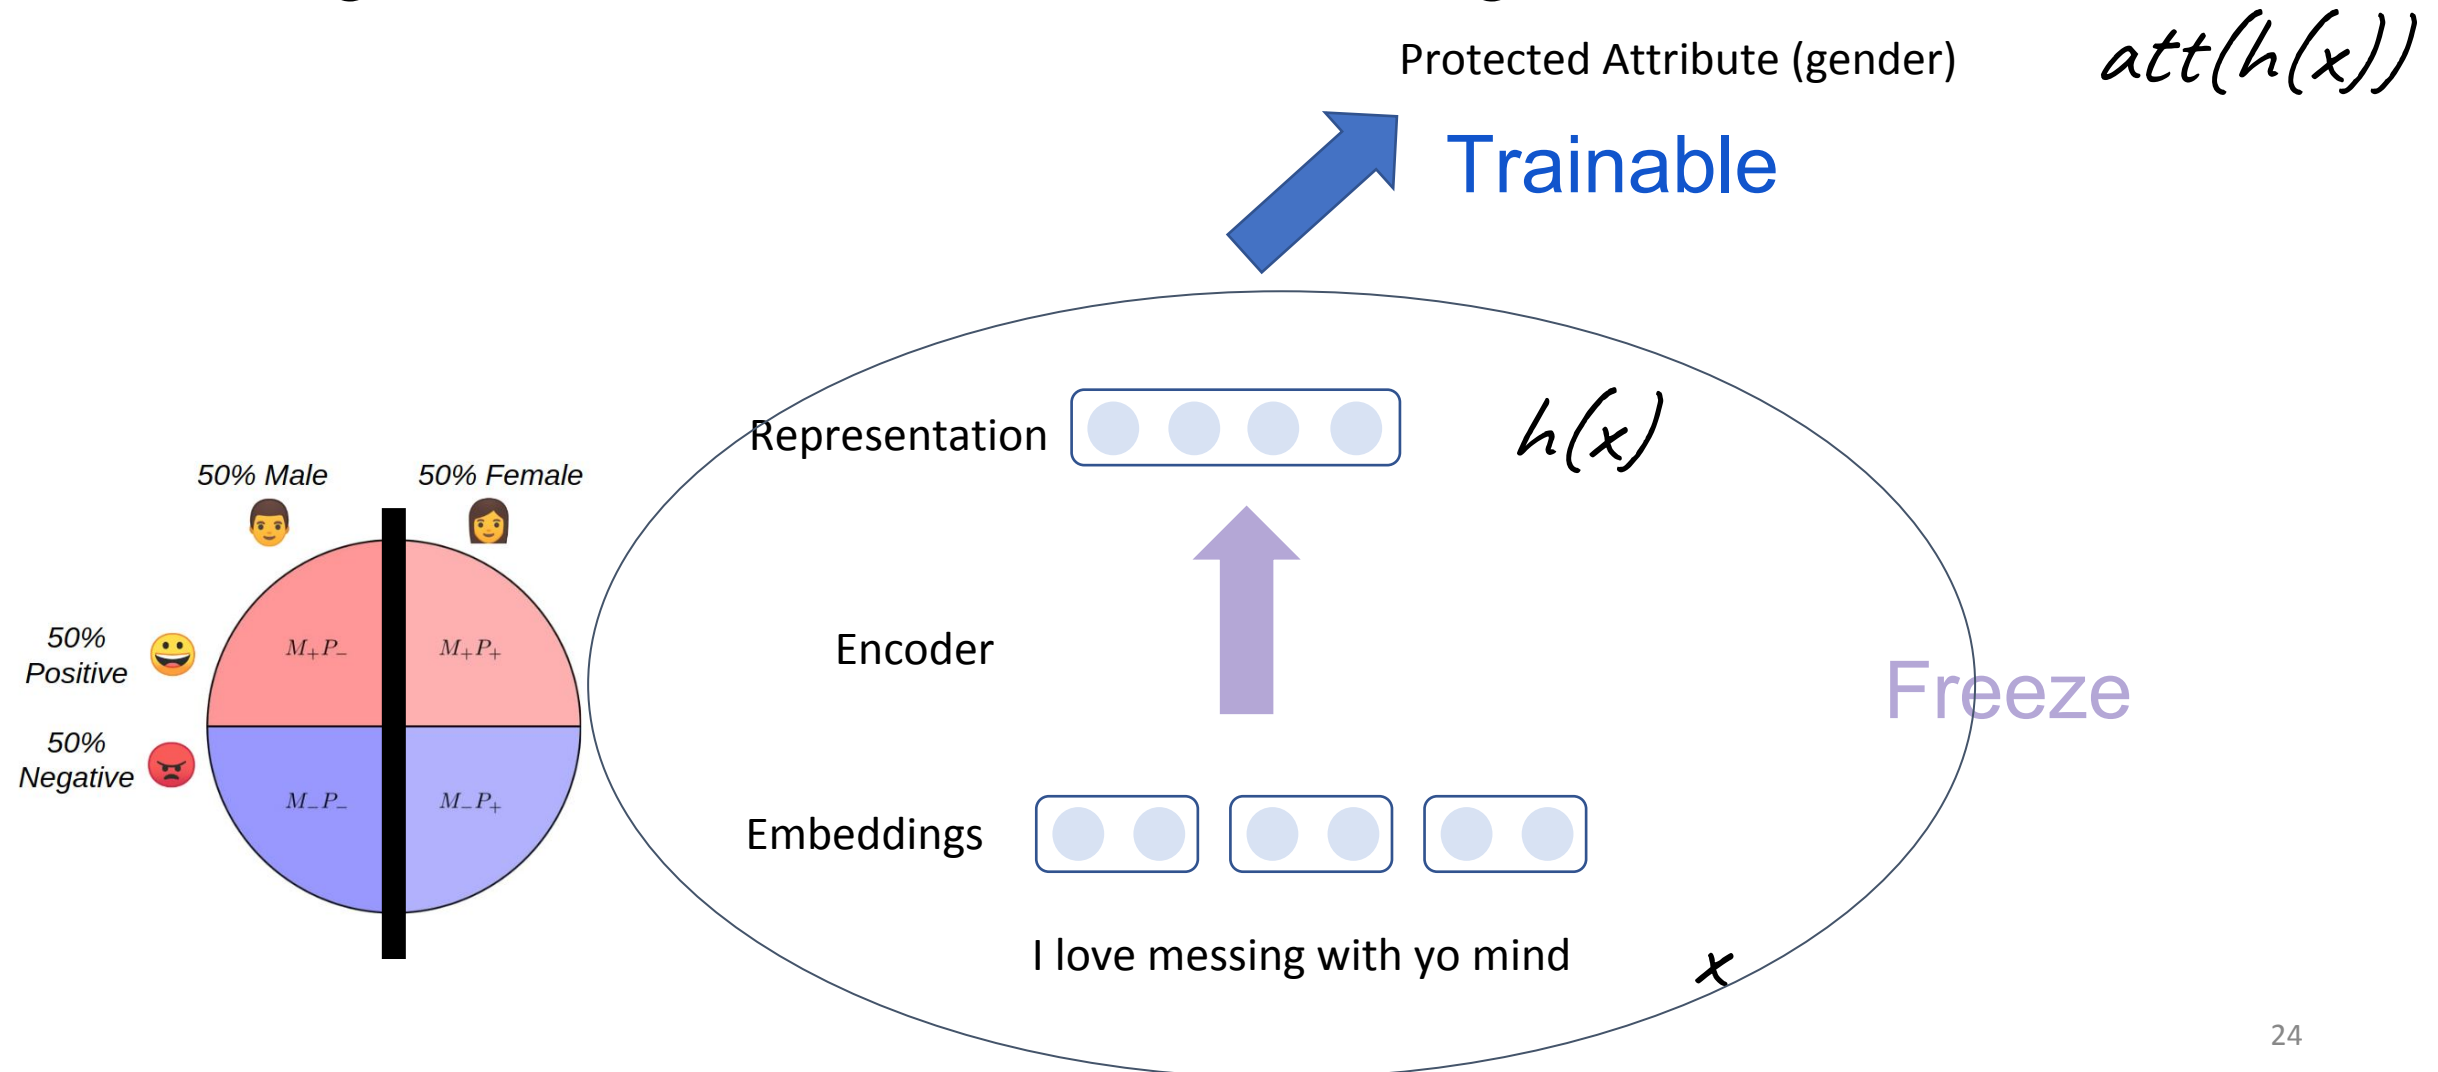 Protected Attribute (gender)
att(h(x))
Trainable
Representation
h(x)
50% Male
50% Female
50%
Positive
M₊P₋
M₊P₊
Encoder
Freeze
50%
Negative
M₋P₋
M₋P₊
Embeddings
I love messing with yo mind
x
24